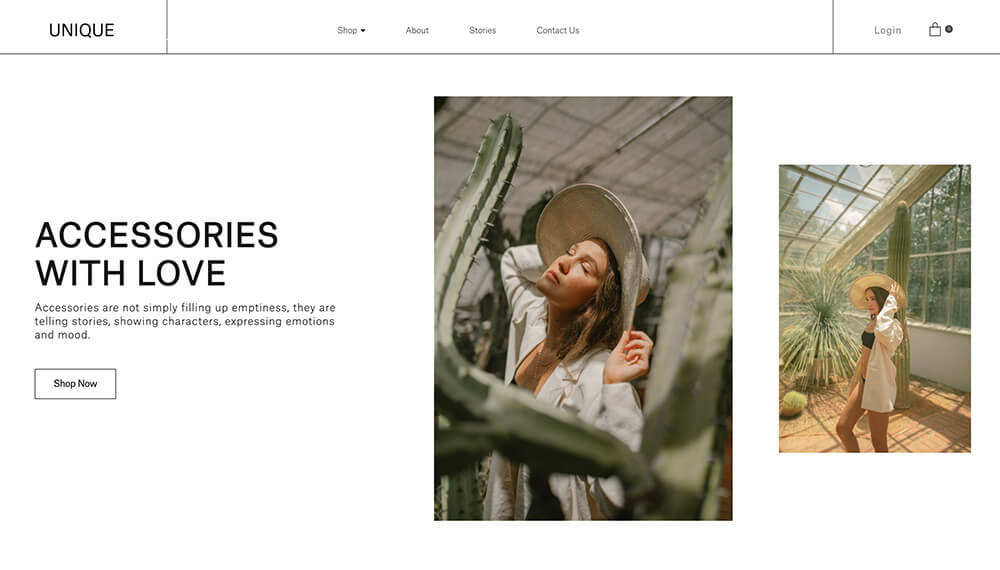 UNIQUE
Shop
About
Stories
Contact Us
Login
0
ACCESSORIES
WITH LOVE
Accessories are not simply filling up emptiness, they are
telling stories, showing characters, expressing emotions
and mood.
Shop Now